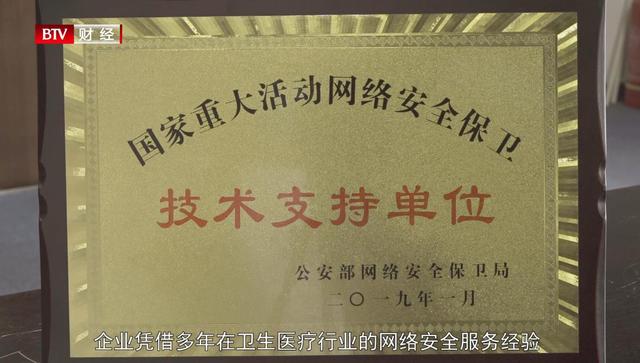 BTV 财经
国家重大活动网络安全保卫
技术支持单位
公安部网络安全保卫局
二〇一九年一月
企业凭借多年在卫生医疗行业的网络安全服务经验